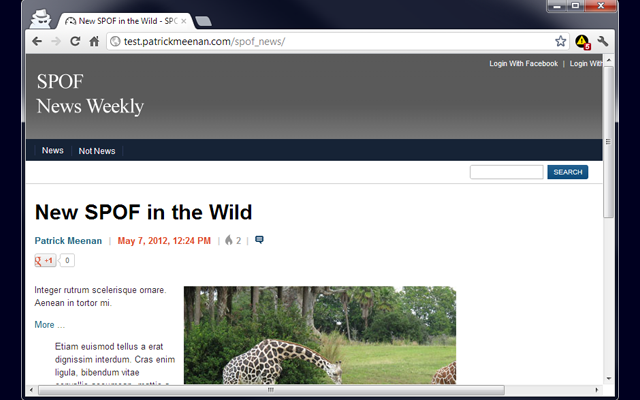 New SPOF in the Wild - SPO
test.patrickmeenan.com/spof_news/
5
Login With Facebook | Login With
SPOF
News Weekly
News
Not News
SEARCH
New SPOF in the Wild
Patrick Meenan | May 7, 2012, 12:24 PM | 2 |
+1 0
Integer rutrum scelerisque ornare.
Aenean in tortor mi.
More ...
Etiam euismod tellus a erat
dignissim interdum. Cras enim
ligula, bibendum vitae